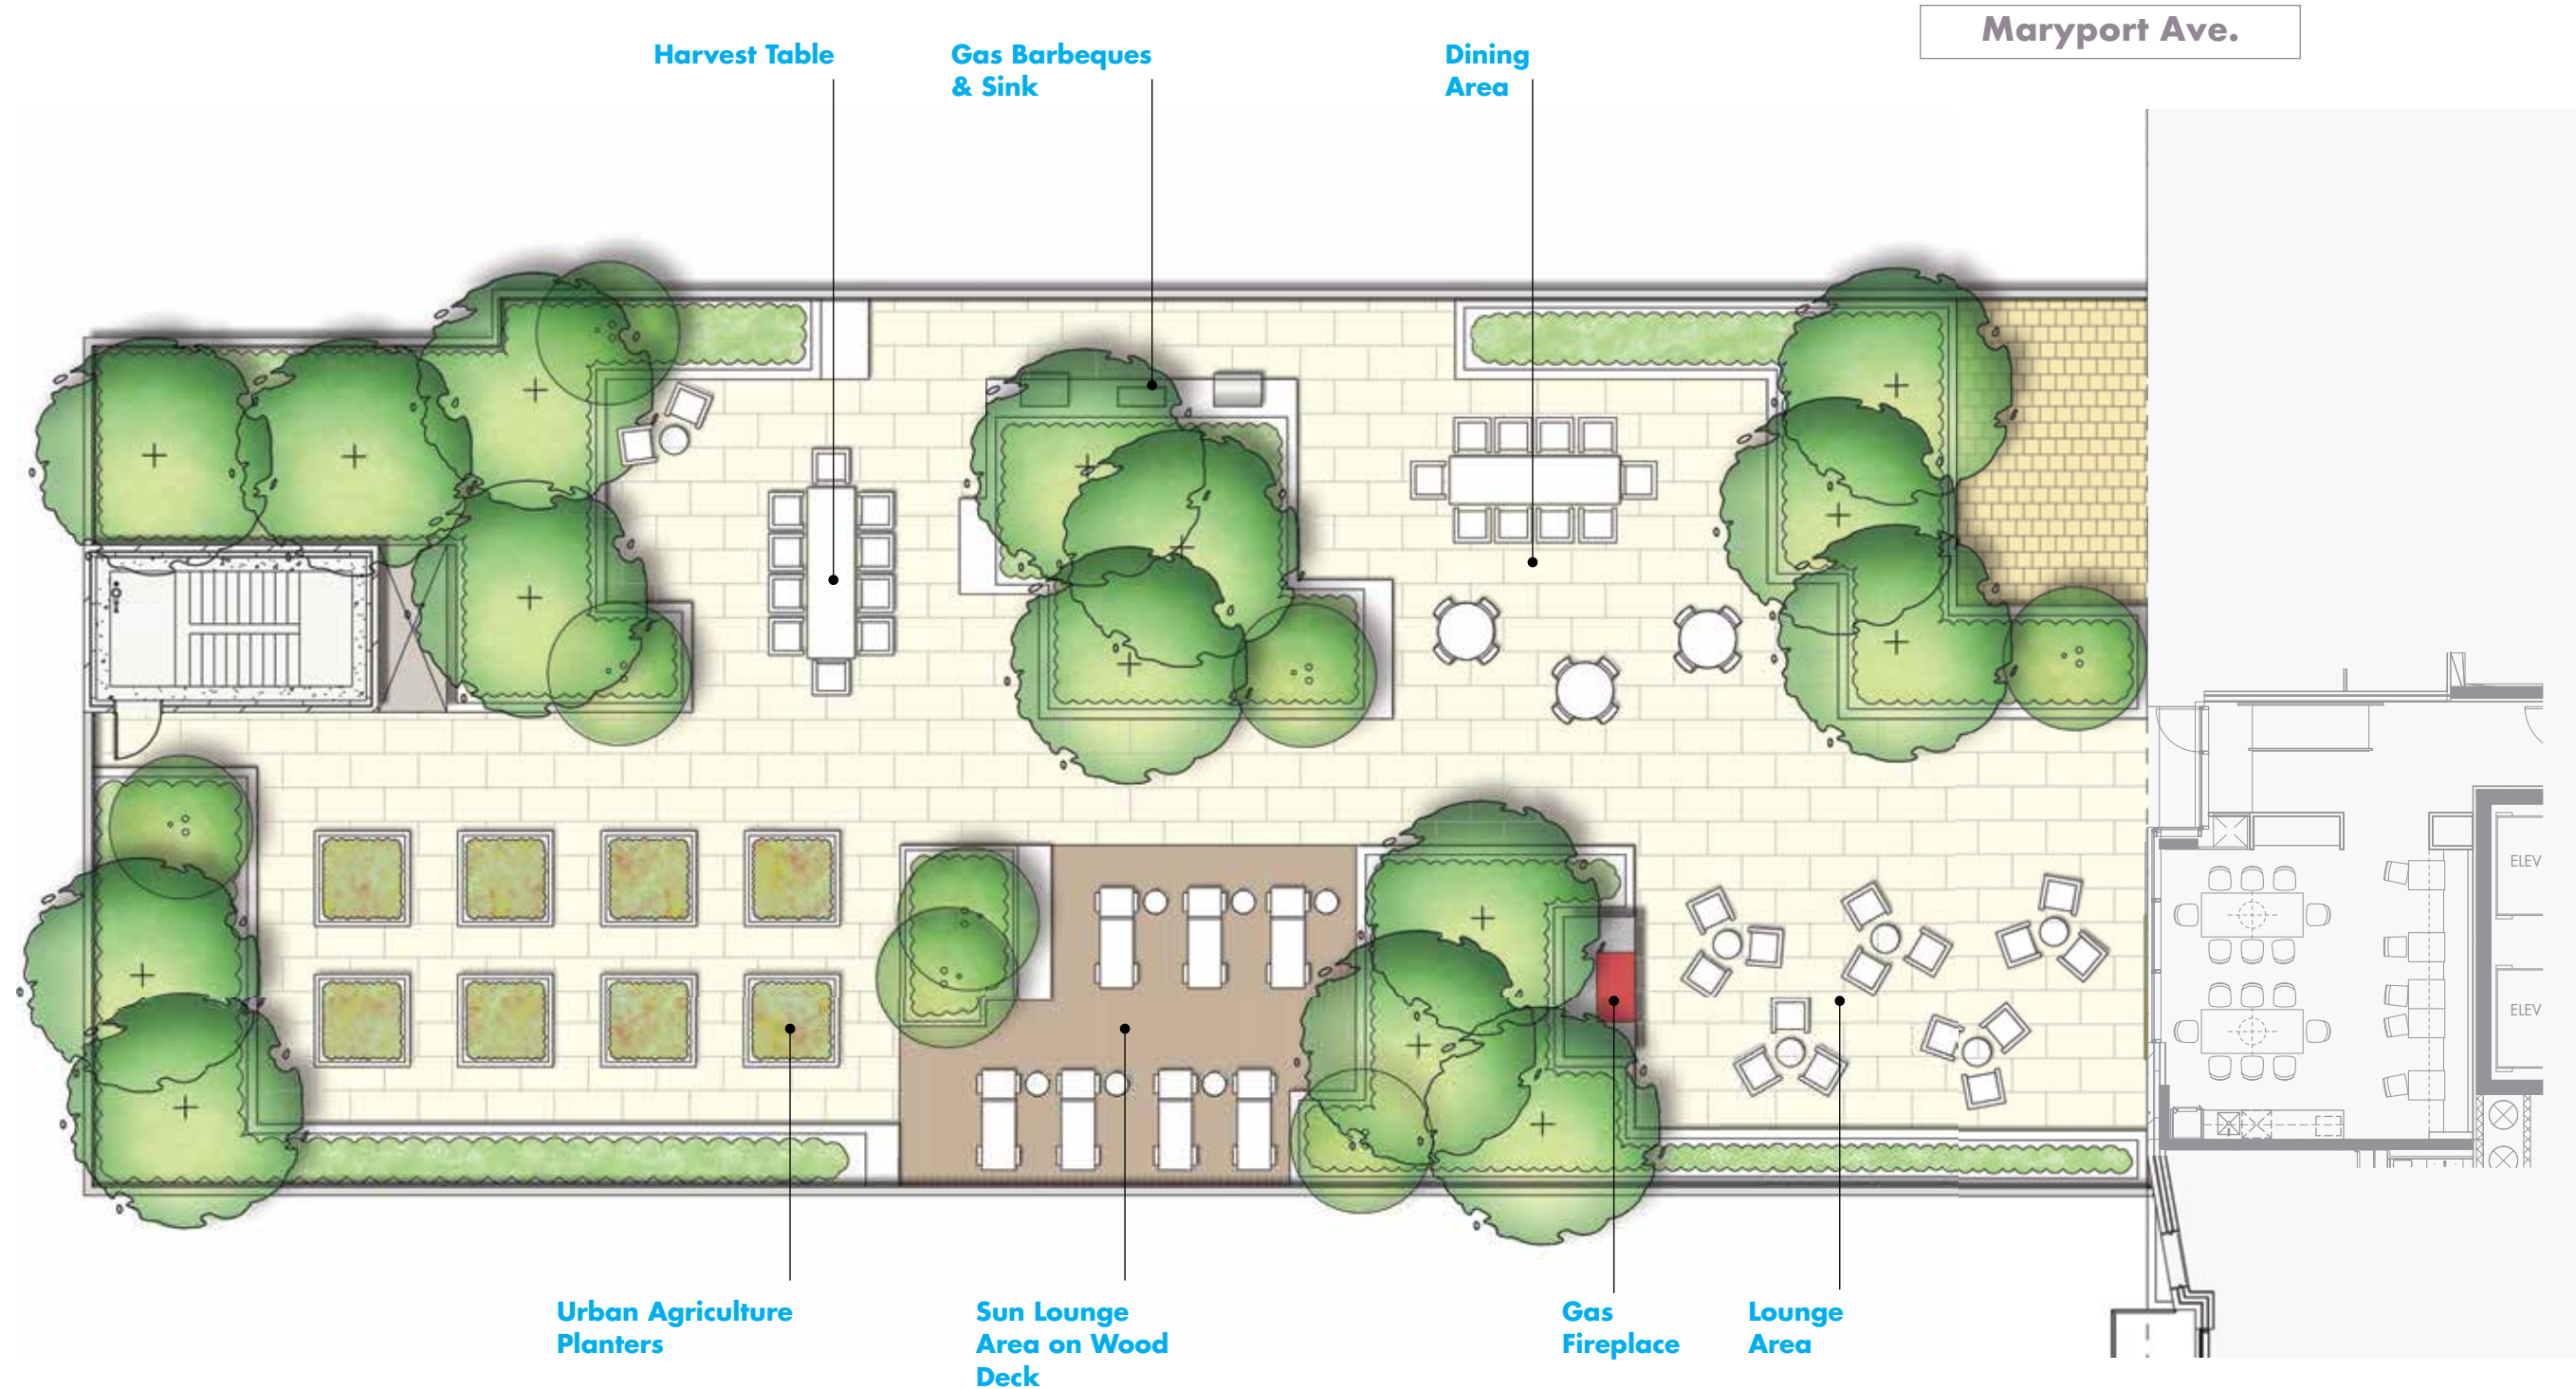 Maryport Ave.
Harvest Table
Gas Barbeques
& Sink
Dining
Area
ELEV
ELEV
Urban Agriculture
Planters
Sun Lounge
Area on Wood
Deck
Gas
Fireplace
Lounge
Area